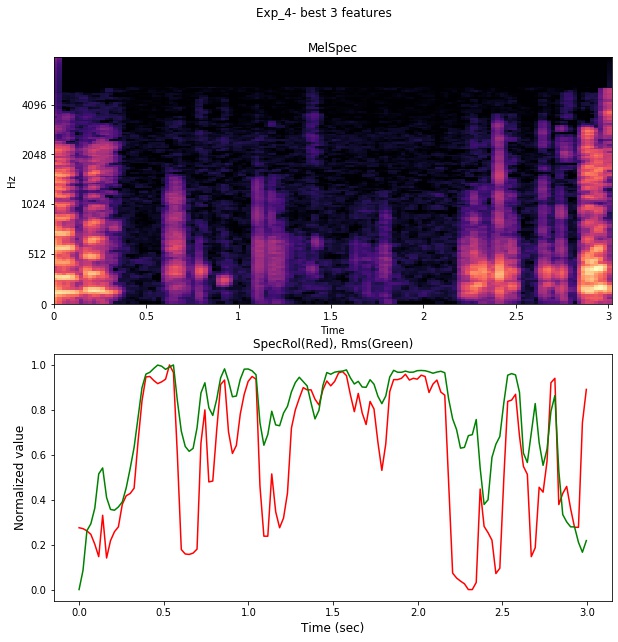 Exp_4- best 3 features
MelSpec
4096
2048
1024
512
0
Hz
0 0.5 1 1.5 2 2.5 3
Time
SpecRol(Red), Rms(Green)
1.0
0.8
0.6
0.4
0.2
0.0
Normalized value
0.0 0.5 1.0 1.5 2.0 2.5 3.0
Time (sec)